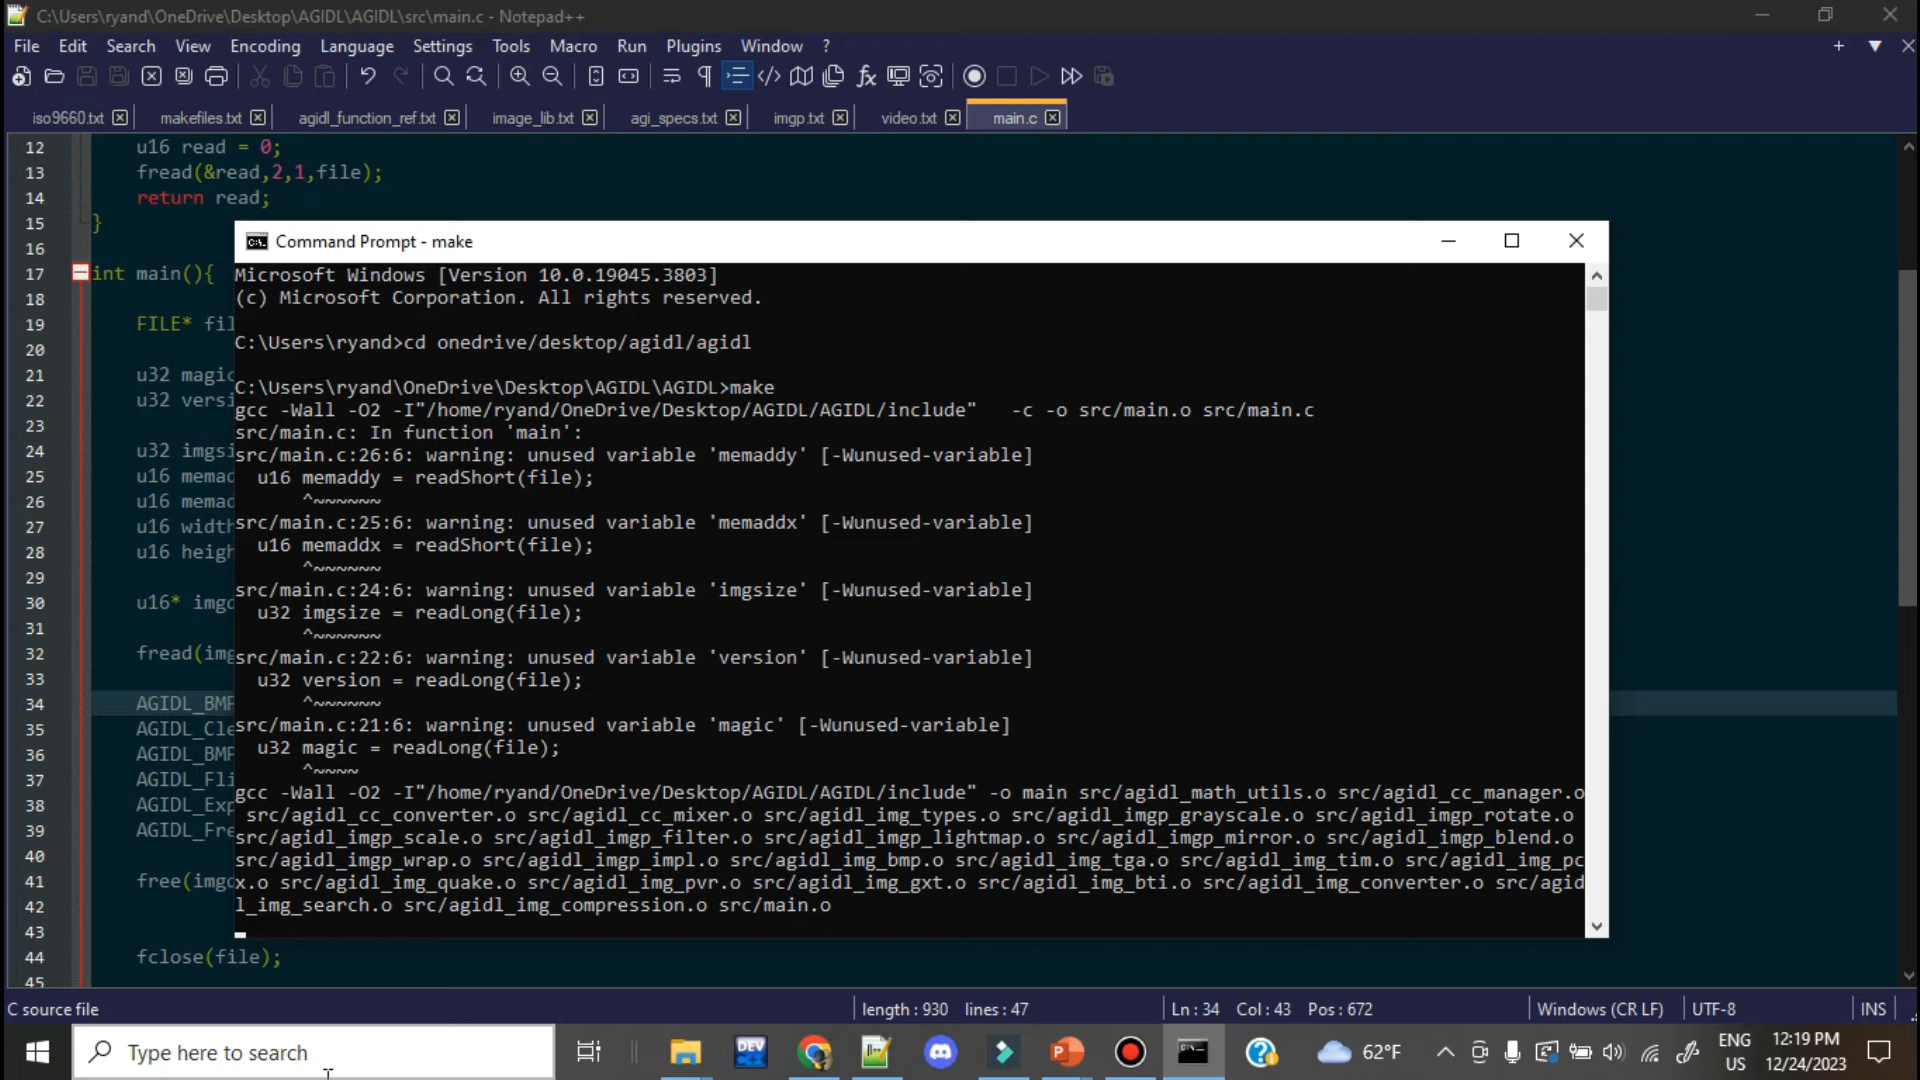 C:\Users\ryand\OneDrive\Desktop\AGIDL\AGIDL\src\main.c - Notepad++
File Edit Search View Encoding Language Settings Tools Macro Run Plugins Window ?
iso9660.txt makefiles.txt agidl_function_ref.txt image_lib.txt agi_specs.txt imgp.txt video.txt main.c
12 u16 read = 0;
13 fread(&read,2,1,file);
14 return read;
15 }
16
17 int main(){
18
19 FILE* fil
20
21 u32 magic
22 u32 versi
23
24 u32 imgsi
25 u16 memad
26 u16 memad
27 u16 width
28 u16 heigh
29
30 u16* imgd
31
32 fread(img
33
34 AGIDL_BMP
35 AGIDL_Cle
36 AGIDL_BMP
37 AGIDL_Fli
38 AGIDL_Exp
39 AGIDL_Fre
40
41 free(imgd
42
43
44 fclose(file);
45
Command Prompt - make
Microsoft Windows [Version 10.0.19045.3803]
(c) Microsoft Corporation. All rights reserved.
C:\Users\ryand>cd onedrive/desktop/agidl/agidl
C:\Users\ryand\OneDrive\Desktop\AGIDL\AGIDL>make
gcc -Wall -O2 -I"/home/ryand/OneDrive/Desktop/AGIDL/AGIDL/include"   -c -o src/main.o src/main.c
src/main.c: In function 'main':
src/main.c:26:6: warning: unused variable 'memaddy' [-Wunused-variable]
  u16 memaddy = readShort(file);
      ^~~~~~~
src/main.c:25:6: warning: unused variable 'memaddx' [-Wunused-variable]
  u16 memaddx = readShort(file);
      ^~~~~~~
src/main.c:24:6: warning: unused variable 'imgsize' [-Wunused-variable]
  u32 imgsize = readLong(file);
      ^~~~~~~
src/main.c:22:6: warning: unused variable 'version' [-Wunused-variable]
  u32 version = readLong(file);
      ^~~~~~~
src/main.c:21:6: warning: unused variable 'magic' [-Wunused-variable]
  u32 magic = readLong(file);
      ^~~~~
gcc -Wall -O2 -I"/home/ryand/OneDrive/Desktop/AGIDL/AGIDL/include" -o main src/agidl_math_utils.o src/agidl_cc_manager.o
 src/agidl_cc_converter.o src/agidl_cc_mixer.o src/agidl_img_types.o src/agidl_imgp_grayscale.o src/agidl_imgp_rotate.o
src/agidl_imgp_scale.o src/agidl_imgp_filter.o src/agidl_imgp_lightmap.o src/agidl_imgp_mirror.o src/agidl_imgp_blend.o
src/agidl_imgp_wrap.o src/agidl_imgp_impl.o src/agidl_img_bmp.o src/agidl_img_tga.o src/agidl_img_tim.o src/agidl_img_pc
x.o src/agidl_img_quake.o src/agidl_img_pvr.o src/agidl_img_gxt.o src/agidl_img_bti.o src/agidl_img_converter.o src/agid
l_img_search.o src/agidl_img_compression.o src/main.o
C source file length : 930 lines : 47 Ln : 34 Col : 43 Pos : 672 Windows (CR LF) UTF-8 INS
Type here to search
DEV
62°F
ENG
US
12:19 PM
12/24/2023